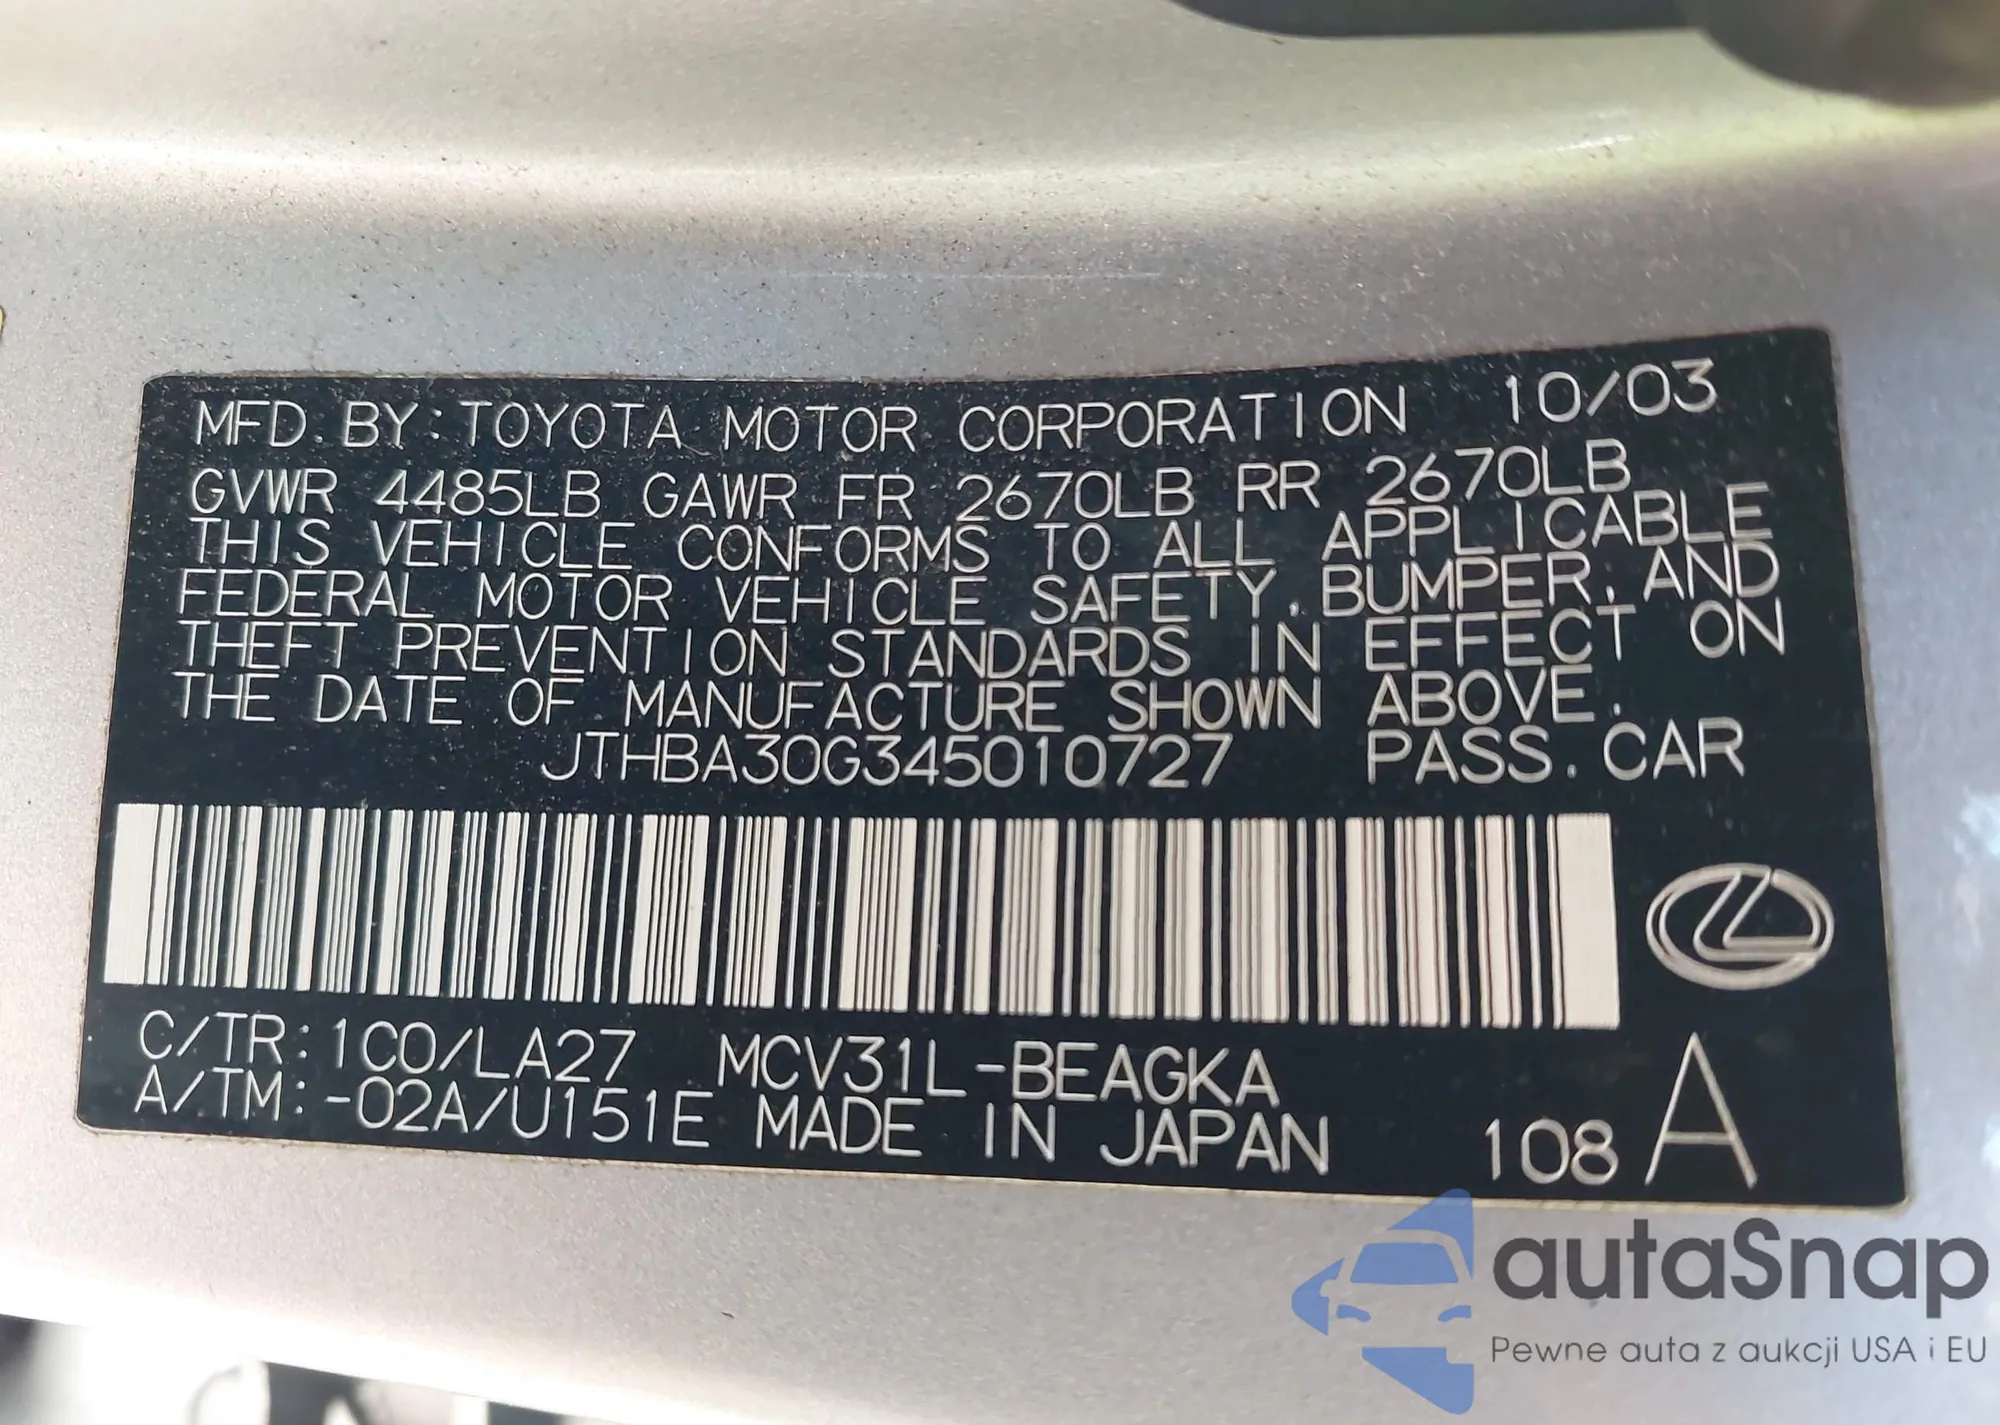 MFD. BY: TOYOTA MOTOR CORPORATION 10/03
GVWR 4485LB GAWR FR 2670LB RR 2670LB
THIS VEHICLE CONFORMS TO ALL APPLICABLE
FEDERAL MOTOR VEHICLE SAFETY, BUMPER, AND
THEFT PREVENTION STANDARDS IN EFFECT ON
THE DATE OF MANUFACTURE SHOWN ABOVE.
JTHBA30G345010727 PASS. CAR
C/TR: 1C0/LA27 MCV31L-BEAGKA
A/TM: -02A/U151E MADE IN JAPAN 108 A
autaSnap
Pewne auta z aukcji USA i EU